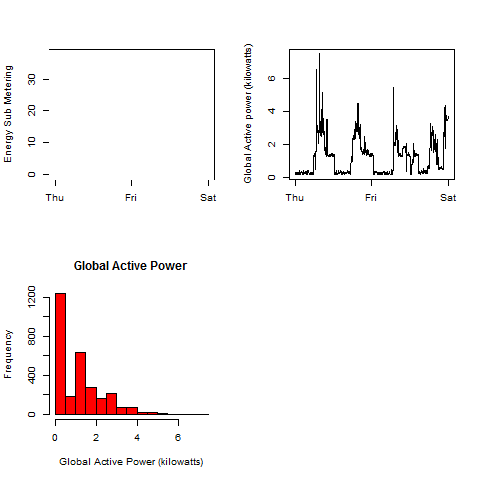 Energy Sub Metering
0 10 20 30
Thu Fri Sat
Global Active power (kilowatts)
0 2 4 6
Thu Fri Sat
Global Active Power
Frequency
0 400 800 1200
0 2 4 6
Global Active Power (kilowatts)